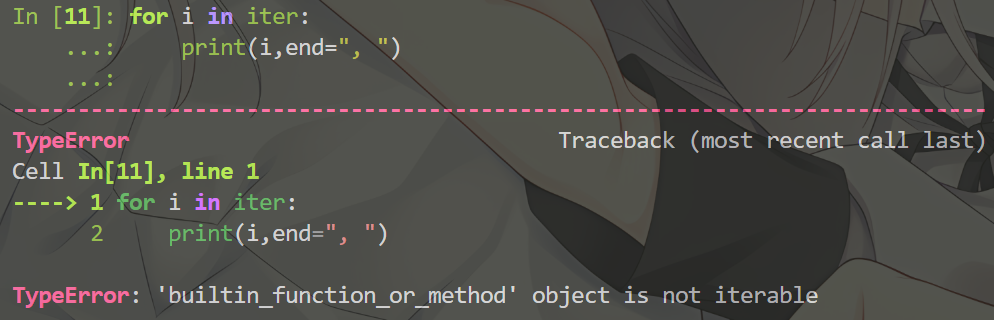 In [11]: for i in iter:
    ...:     print(i,end=", ")
    ...:
---------------------------------------------------------------------------
TypeError                                 Traceback (most recent call last)
Cell In[11], line 1
----> 1 for i in iter:
      2     print(i,end=", ")

TypeError: 'builtin_function_or_method' object is not iterable